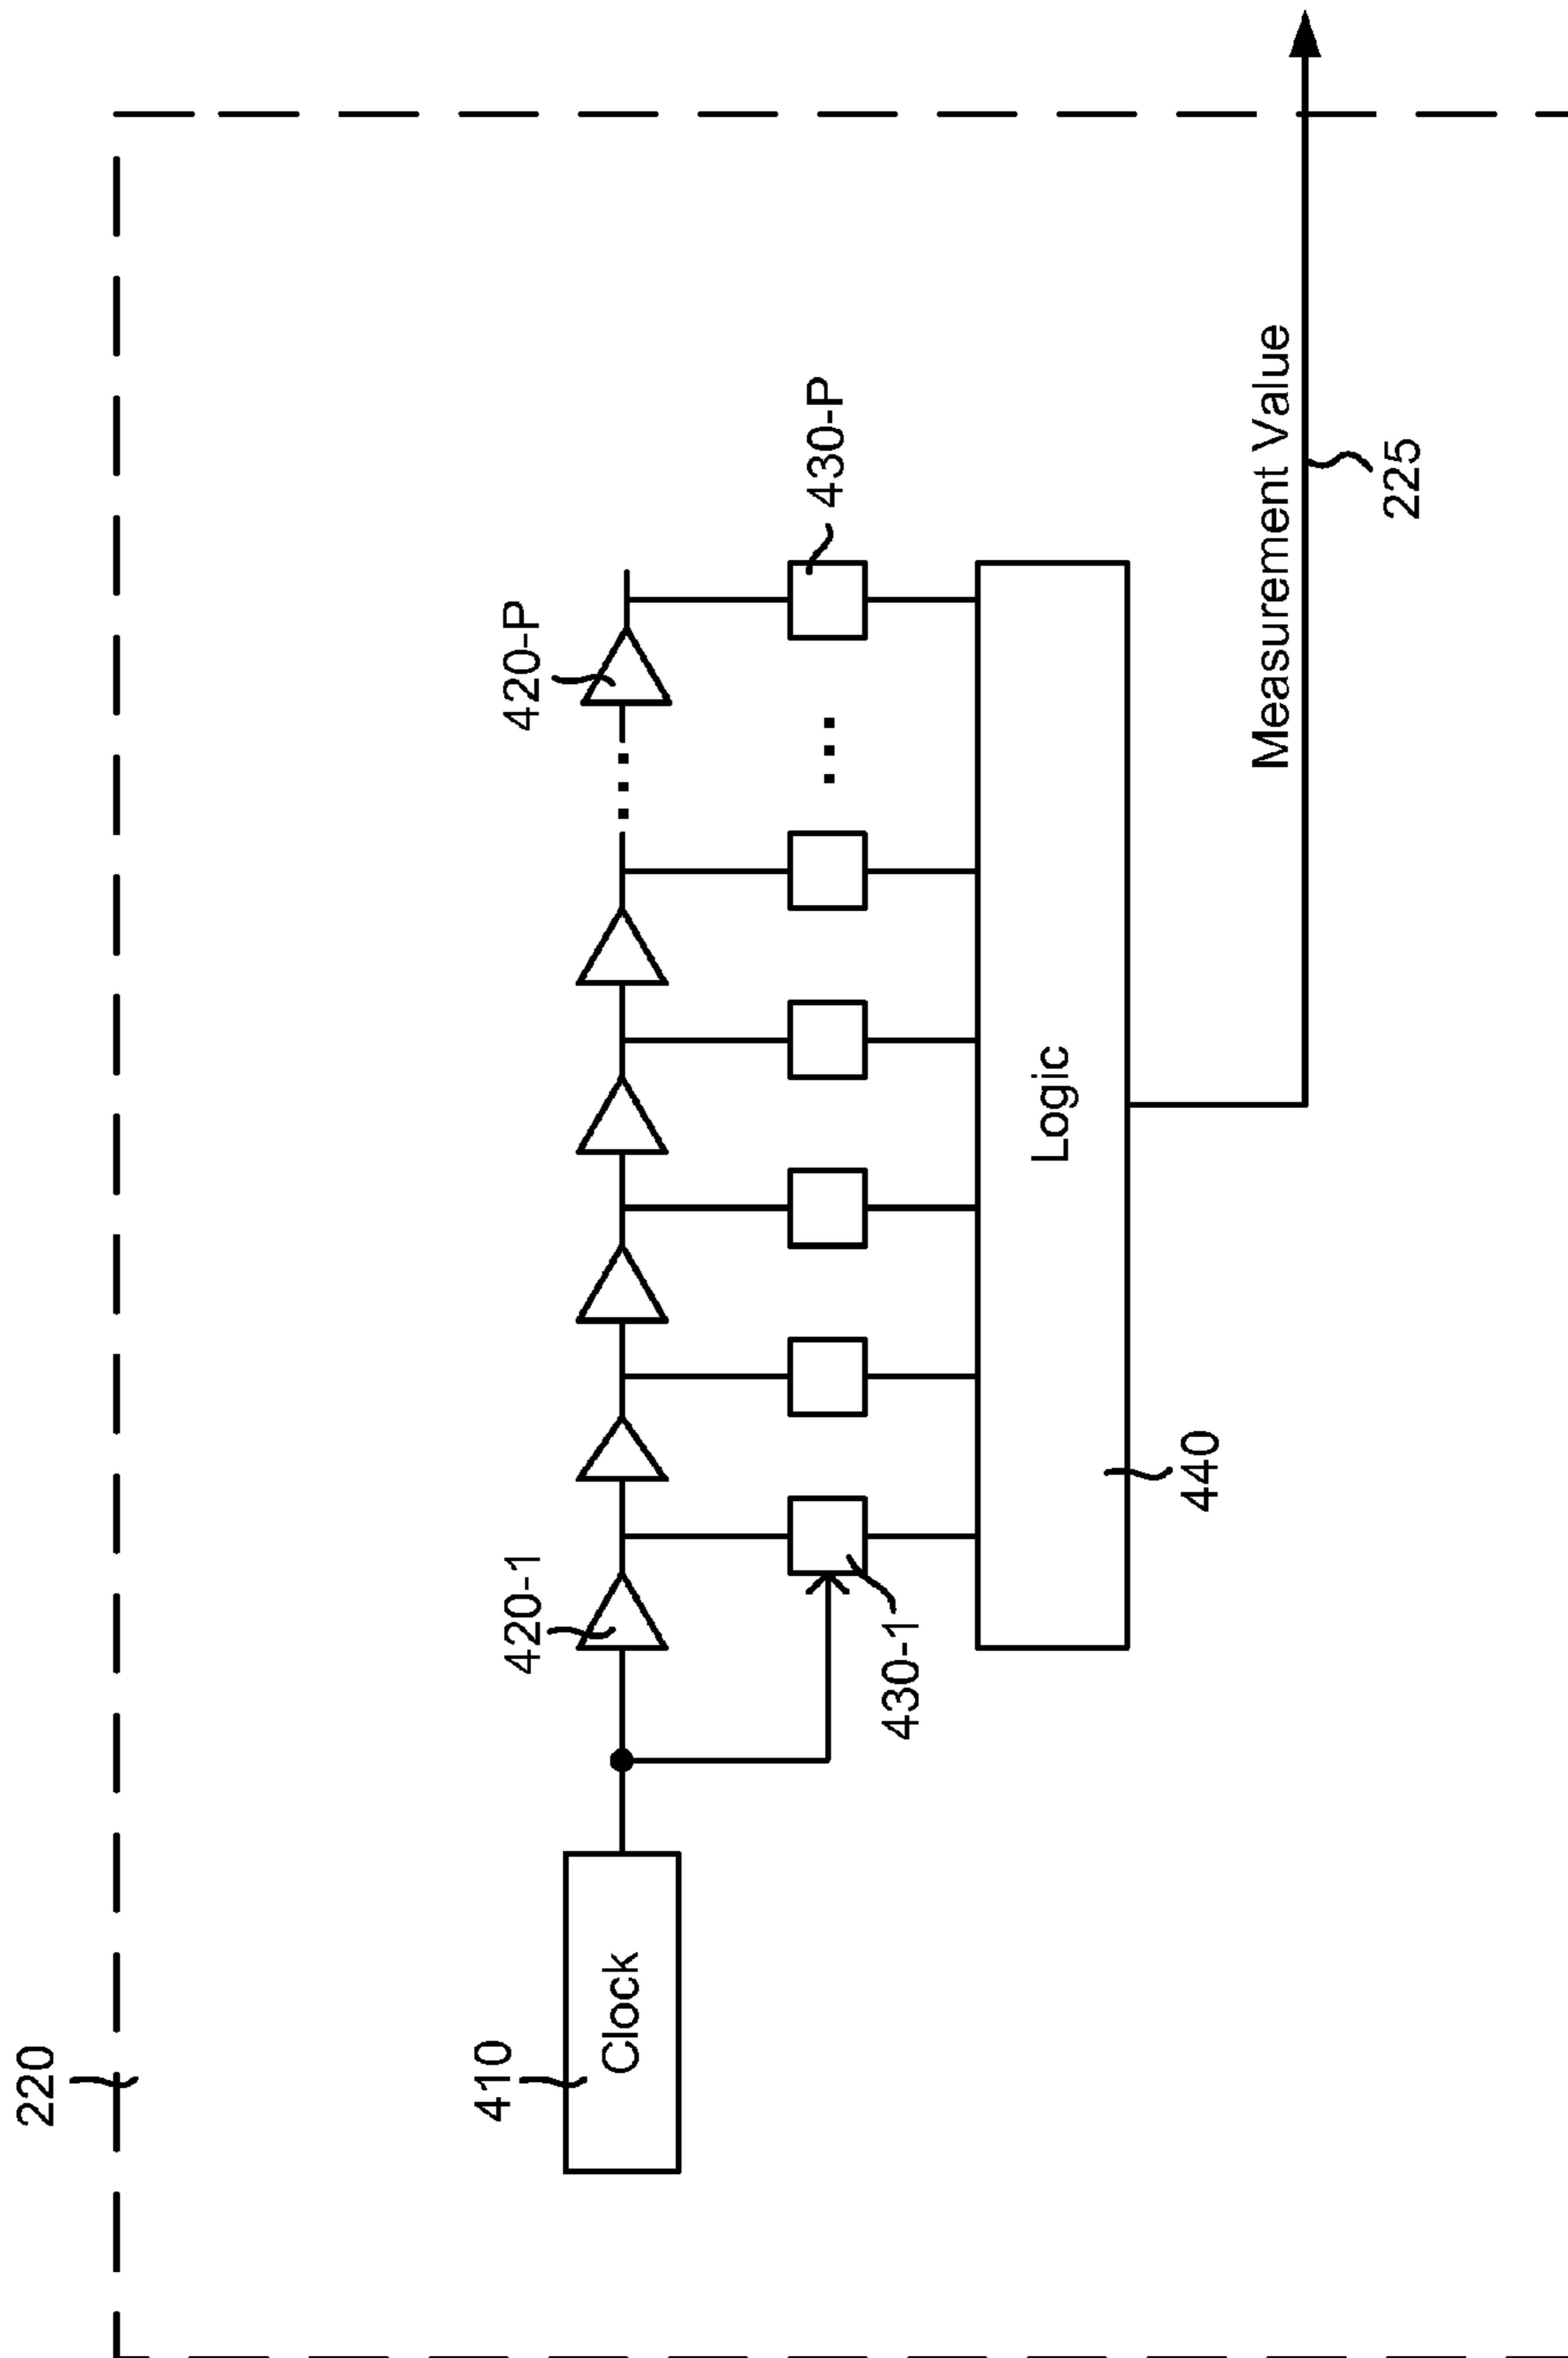 220
410
Clock
420-1
420-P
430-1
430-P
Logic
440
Measurement Value
225